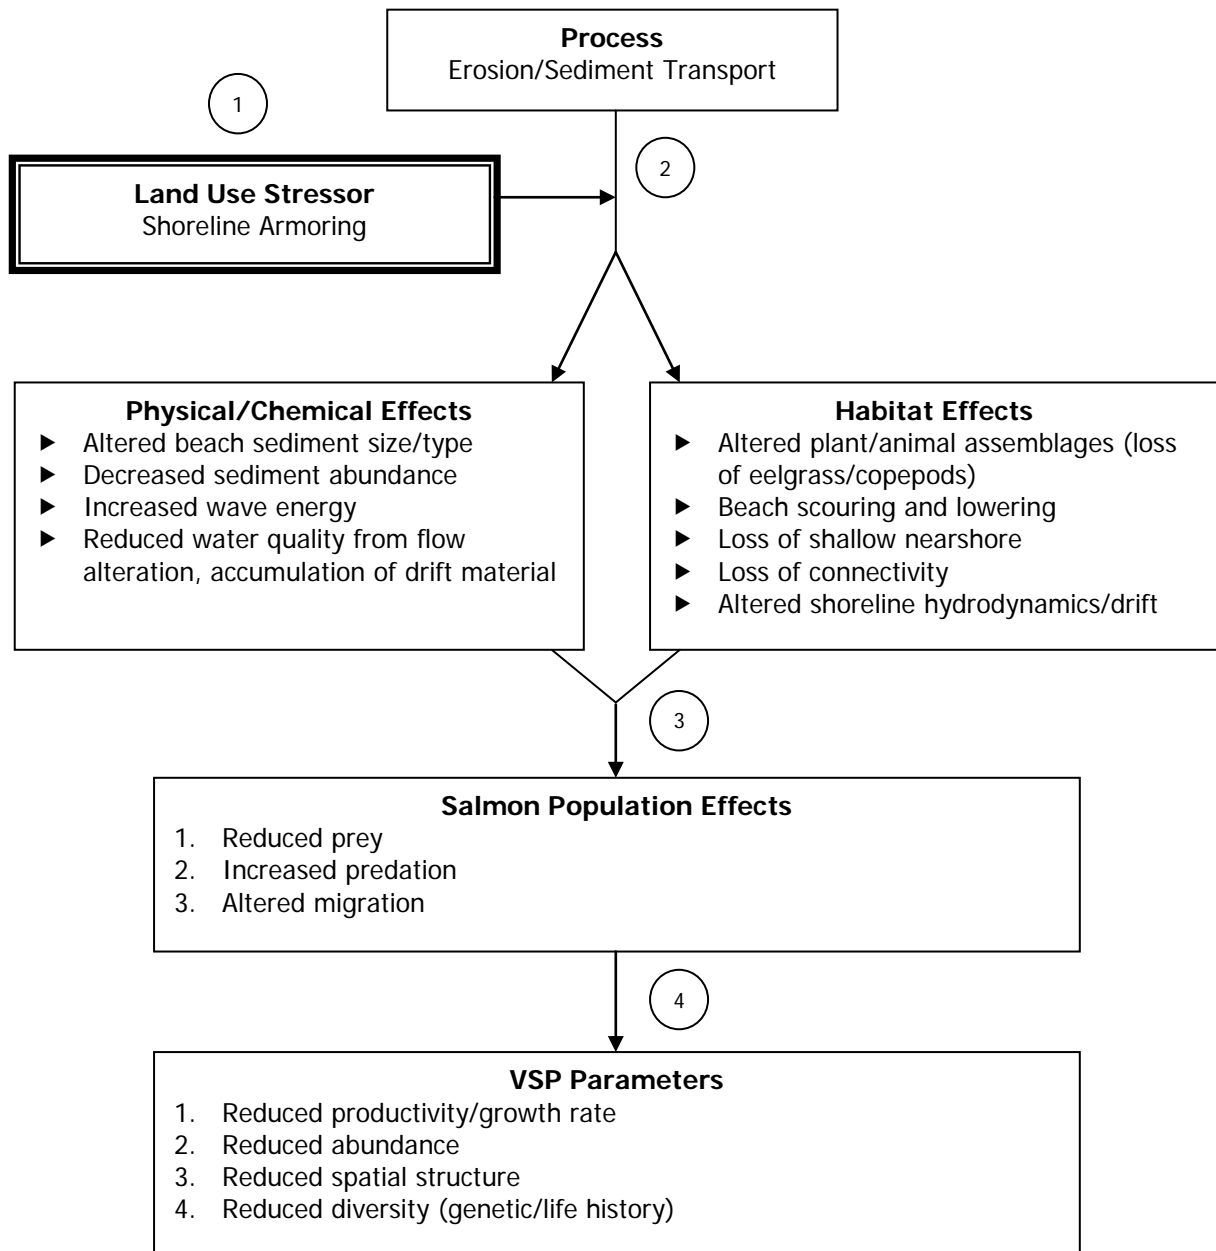 Process
Erosion/Sediment Transport
1
2
Land Use Stressor
Shoreline Armoring
Physical/Chemical Effects
▶ Altered beach sediment size/type
▶ Decreased sediment abundance
▶ Increased wave energy
▶ Reduced water quality from flow
alteration, accumulation of drift material
Habitat Effects
▶ Altered plant/animal assemblages (loss
of eelgrass/copepods)
▶ Beach scouring and lowering
▶ Loss of shallow nearshore
▶ Loss of connectivity
▶ Altered shoreline hydrodynamics/drift
3
Salmon Population Effects
1. Reduced prey
2. Increased predation
3. Altered migration
4
VSP Parameters
1. Reduced productivity/growth rate
2. Reduced abundance
3. Reduced spatial structure
4. Reduced diversity (genetic/life history)